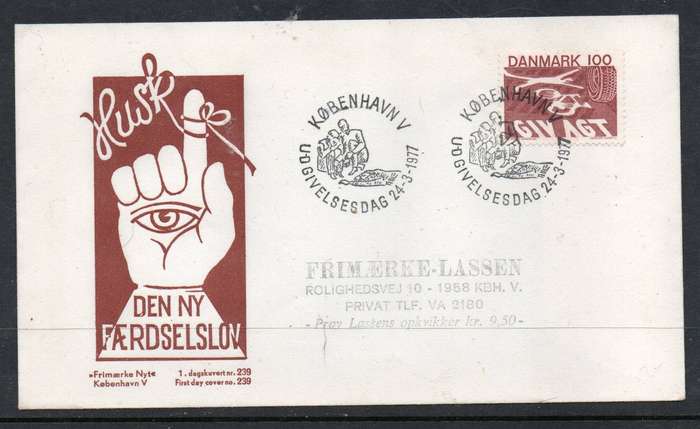 Husk
DEN NY
FÆRDSELSLOV
»Frimærke Nyt«
København V
1. dagskuvert nr. 239
First day cover no. 239
KØBENHAVN V
UDGIVELSESDAG 24-3-1977
KØBENHAVN V
UDGIVELSESDAG 24-3-1977
DANMARK 100
GIV AGT
FRIMÆRKE-LASSEN
ROLIGHEDSVEJ 10 - 1958 KBH. V.
PRIVAT TLF. VA 2180
- Prøv Lassens opkvikker kr. 9,50 -